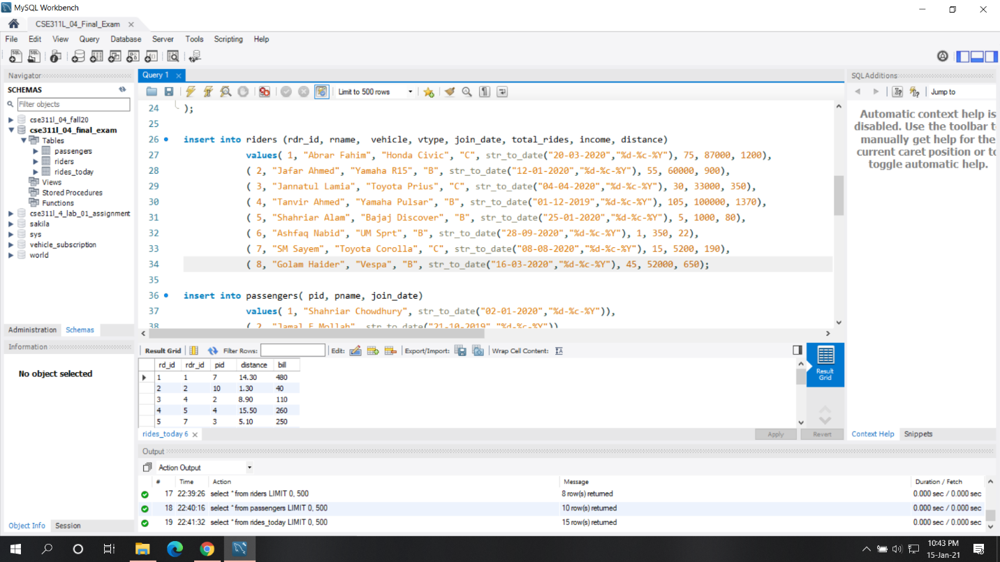 MySQL Workbench
CSE311L_04_Final_Exam
File Edit View Query Database Server Tools Scripting Help
Navigator
SCHEMAS
Filter objects
cse311l_04_fall20
cse311l_04_final_exam
Tables
passengers
riders
rides_today
Views
Stored Procedures
Functions
cse311l_4_lab_01_assignment
sakila
sys
vehicle_subscription
world
Administration Schemas
Information
No object selected
Object Info Session
Query 1
Limit to 500 rows
24 );
25
26 insert into riders (rdr_id, rname,  vehicle, vtype, join_date, total_rides, income, distance)
27 values( 1, "Abrar Fahim", "Honda Civic", "C", str_to_date("20-03-2020","%d-%c-%Y"), 75, 87000, 1200),
28 ( 2, "Jafar Ahmed", "Yamaha R15", "B", str_to_date("12-01-2020","%d-%c-%Y"), 55, 60000, 900),
29 ( 3, "Jannatul Lamia", "Toyota Prius", "C", str_to_date("04-04-2020","%d-%c-%Y"), 30, 33000, 350),
30 ( 4, "Tanvir Ahmed", "Yamaha Pulsar", "B", str_to_date("01-12-2019","%d-%c-%Y"), 105, 100000, 1370),
31 ( 5, "Shahriar Alam", "Bajaj Discover", "B", str_to_date("25-01-2020","%d-%c-%Y"), 5, 1000, 80),
32 ( 6, "Ashfaq Nabid", "UM Sprt", "B", str_to_date("28-09-2020","%d-%c-%Y"), 1, 350, 22),
33 ( 7, "SM Sayem", "Toyota Corolla", "C", str_to_date("08-08-2020","%d-%c-%Y"), 15, 5200, 190),
34 ( 8, "Golam Haider", "Vespa", "B", str_to_date("16-03-2020","%d-%c-%Y"), 45, 52000, 650);
35
36 insert into passengers( pid, pname, join_date)
37 values( 1, "Shahriar Chowdhury", str_to_date("02-01-2020","%d-%c-%Y")),
38 ( 2, "Jamal E Mollah", str_to_date("21-10-2019","%d-%c-%Y"))
Result Grid Filter Rows: Edit: Export/Import: Wrap Cell Content:
rd_id rdr_id pid distance bill
1 1 7 14.30 480
2 2 10 1.30 40
3 4 2 8.90 110
4 5 4 15.50 260
5 7 3 5.10 250
Result
Grid
rides_today 6
Apply Revert
SQLAdditions
Jump to
Automatic context help is
disabled. Use the toolbar t
manually get help for the
current caret position or to
toggle automatic help.
Context Help Snippets
Output
Action Output
# Time Action Message Duration / Fetch
17 22:39:26 select * from riders LIMIT 0, 500 8 row(s) returned 0.000 sec / 0.000 sec
18 22:40:16 select * from passengers LIMIT 0, 500 10 row(s) returned 0.000 sec / 0.000 sec
19 22:41:32 select * from rides_today LIMIT 0, 500 15 row(s) returned 0.000 sec / 0.000 sec
10:43 PM
15-Jan-21